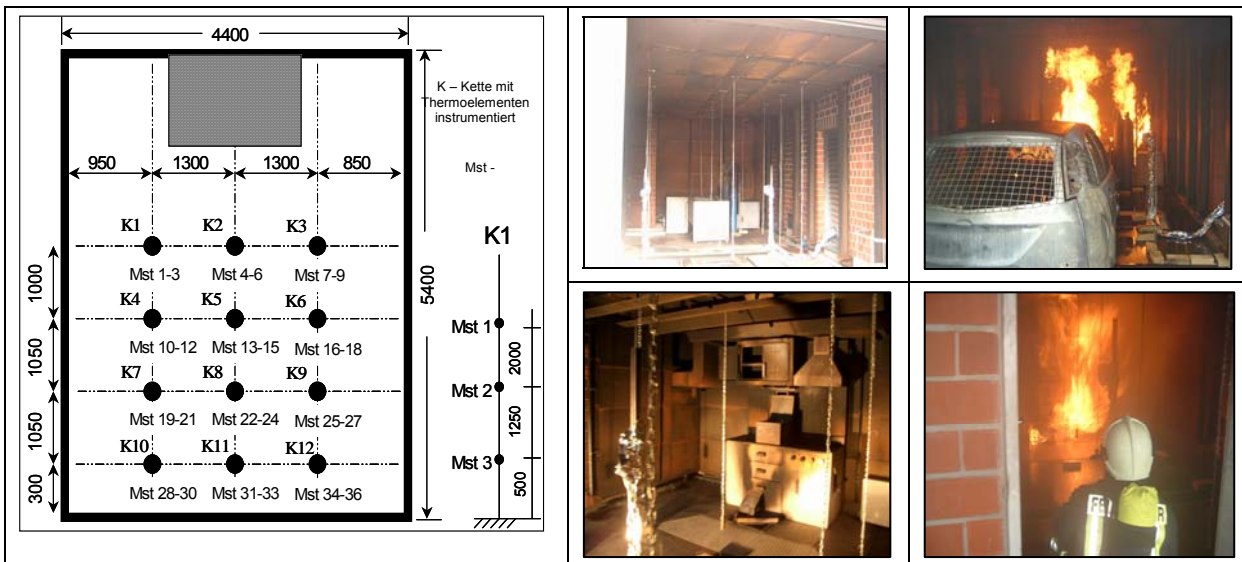 4400
K – Kette mit
Thermoelementen
instrumentiert
950
1300
1300
850
Mst -
K1
K2
K3
Mst 1-3
Mst 4-6
Mst 7-9
1000
K4
K5
K6
Mst 10-12
Mst 13-15
Mst 16-18
1050
K7
K8
K9
Mst 19-21
Mst 22-24
Mst 25-27
1050
K10
K11
K12
Mst 28-30
Mst 31-33
Mst 34-36
300
5400
K1
Mst 1
2000
Mst 2
1250
Mst 3
500